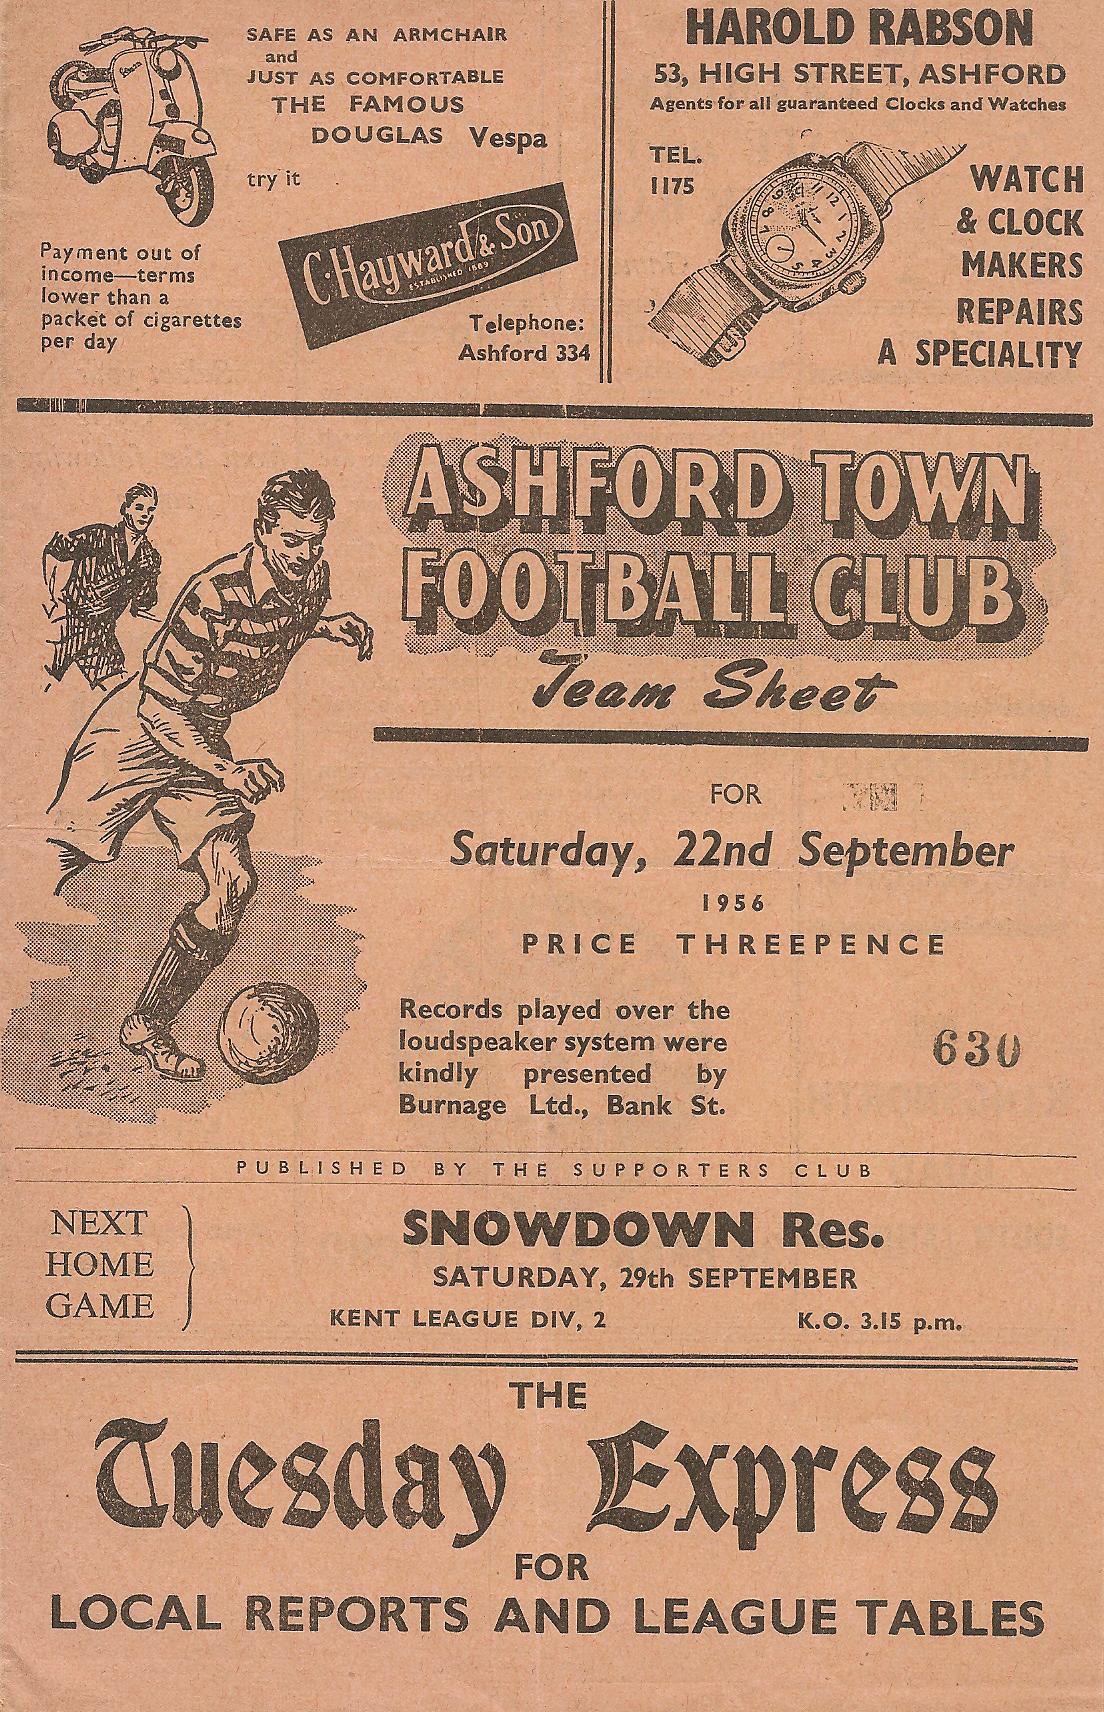 SAFE AS AN ARMCHAIR
and
JUST AS COMFORTABLE
THE FAMOUS
DOUGLAS Vespa
try it
Payment out of
income—terms
lower than a
packet of cigarettes
per day
C. Hayward & Son
ESTABLISHED 1889
Telephone:
Ashford 334
HAROLD RABSON
53, HIGH STREET, ASHFORD
Agents for all guaranteed Clocks and Watches
TEL.
1175
WATCH
& CLOCK
MAKERS
REPAIRS
A SPECIALITY
ASHFORD TOWN
FOOTBALL CLUB
Team Sheet
FOR
Saturday, 22nd September
1956
PRICE THREEPENCE
Records played over the
loudspeaker system were
kindly presented by
Burnage Ltd., Bank St.
630
PUBLISHED BY THE SUPPORTERS CLUB
NEXT
HOME
GAME
SNOWDOWN Res.
SATURDAY, 29th SEPTEMBER
KENT LEAGUE DIV, 2 K.O. 3.15 p.m.
THE
Tuesday Express
FOR
LOCAL REPORTS AND LEAGUE TABLES